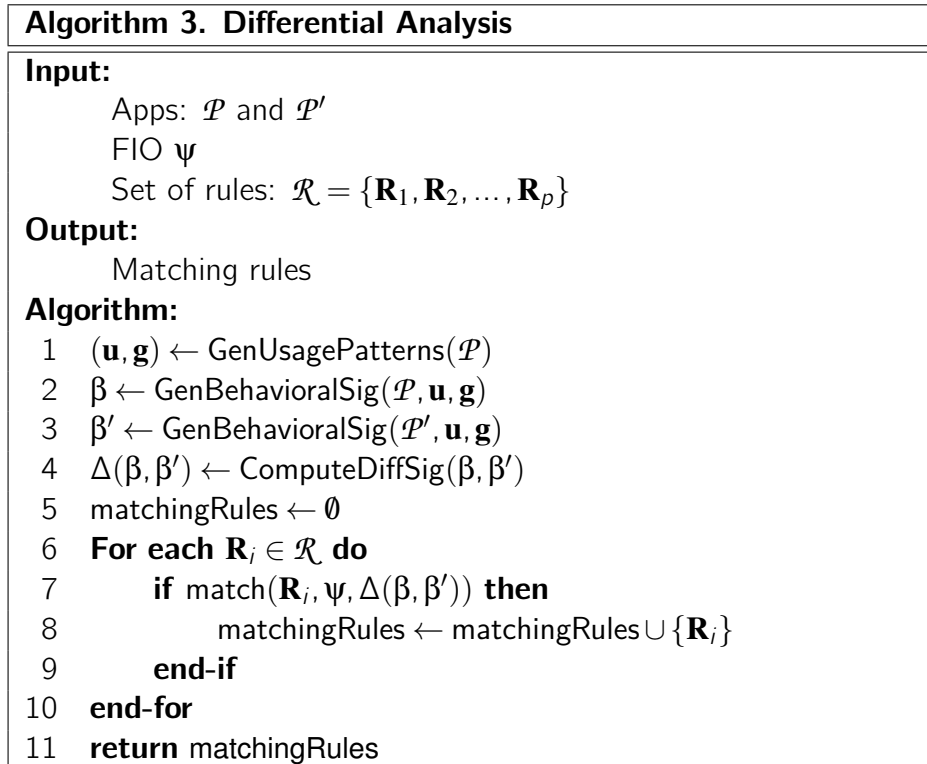 Algorithm 3. Differential Analysis
Input:
Apps: 𝒫 and 𝒫′
FIO ψ
Set of rules: ℛ = {R₁, R₂, ..., Rₚ}
Output:
Matching rules
Algorithm:
1 (u, g) ← GenUsagePatterns(𝒫)
2 β ← GenBehavioralSig(𝒫, u, g)
3 β′ ← GenBehavioralSig(𝒫′, u, g)
4 Δ(β, β′) ← ComputeDiffSig(β, β′)
5 matchingRules ← ∅
6 For each Rᵢ ∈ ℛ do
7 if match(Rᵢ, ψ, Δ(β, β′)) then
8 matchingRules ← matchingRules ∪ {Rᵢ}
9 end-if
10 end-for
11 return matchingRules